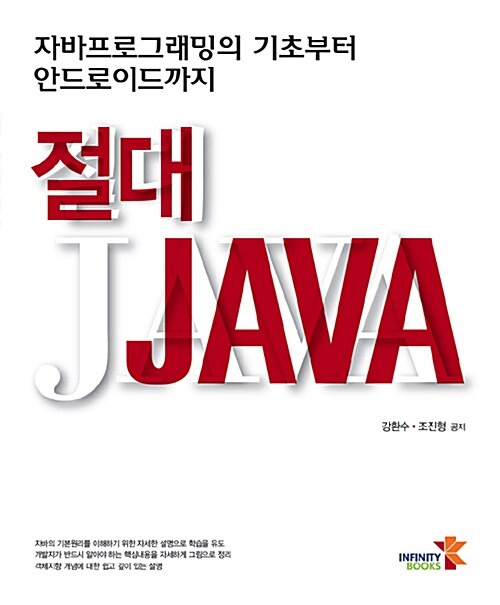 자바프로그래밍의 기초부터
안드로이드까지
절대
JAVA
강환수 • 조진형 공저
자바의 기본원리를 이해하기 위한 자세한 설명으로 학습을 유도
개발자가 반드시 알아야 하는 핵심내용을 자세하게 그림으로 정리
객체지향 개념에 대한 쉽고 깊이 있는 설명
INFINITY
BOOKS